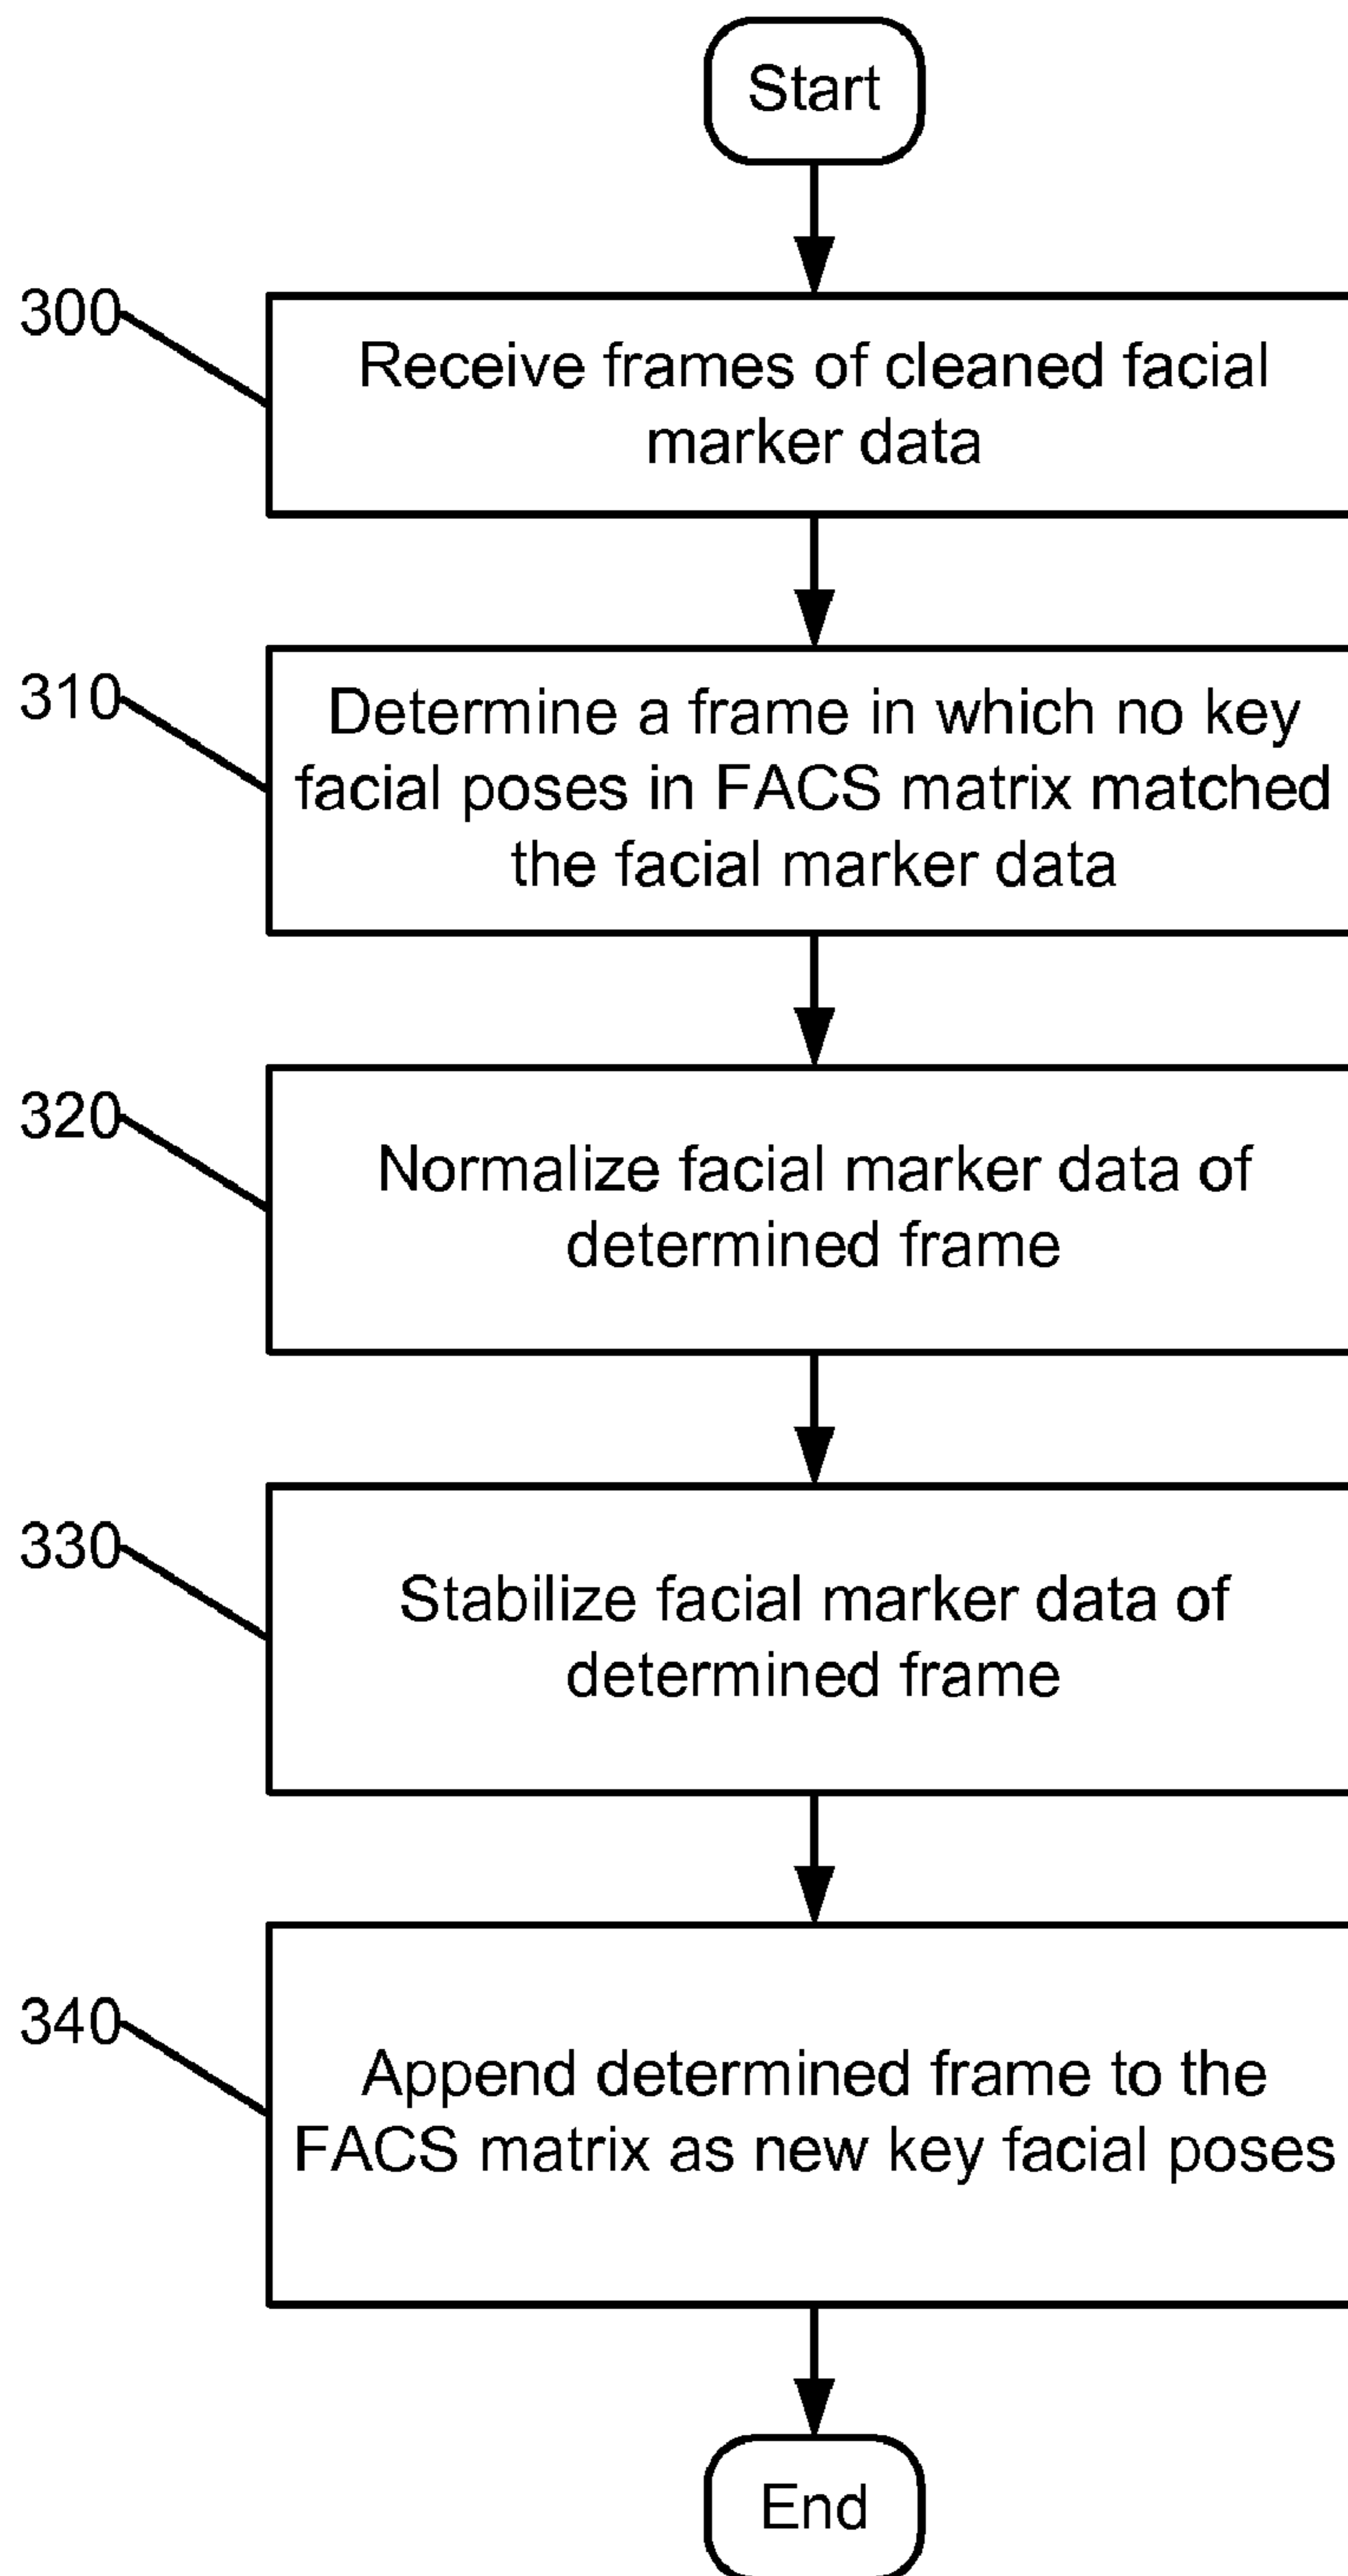 Start
300
Receive frames of cleaned facial
marker data
310
Determine a frame in which no key
facial poses in FACS matrix matched
the facial marker data
320
Normalize facial marker data of
determined frame
330
Stabilize facial marker data of
determined frame
340
Append determined frame to the
FACS matrix as new key facial poses
End